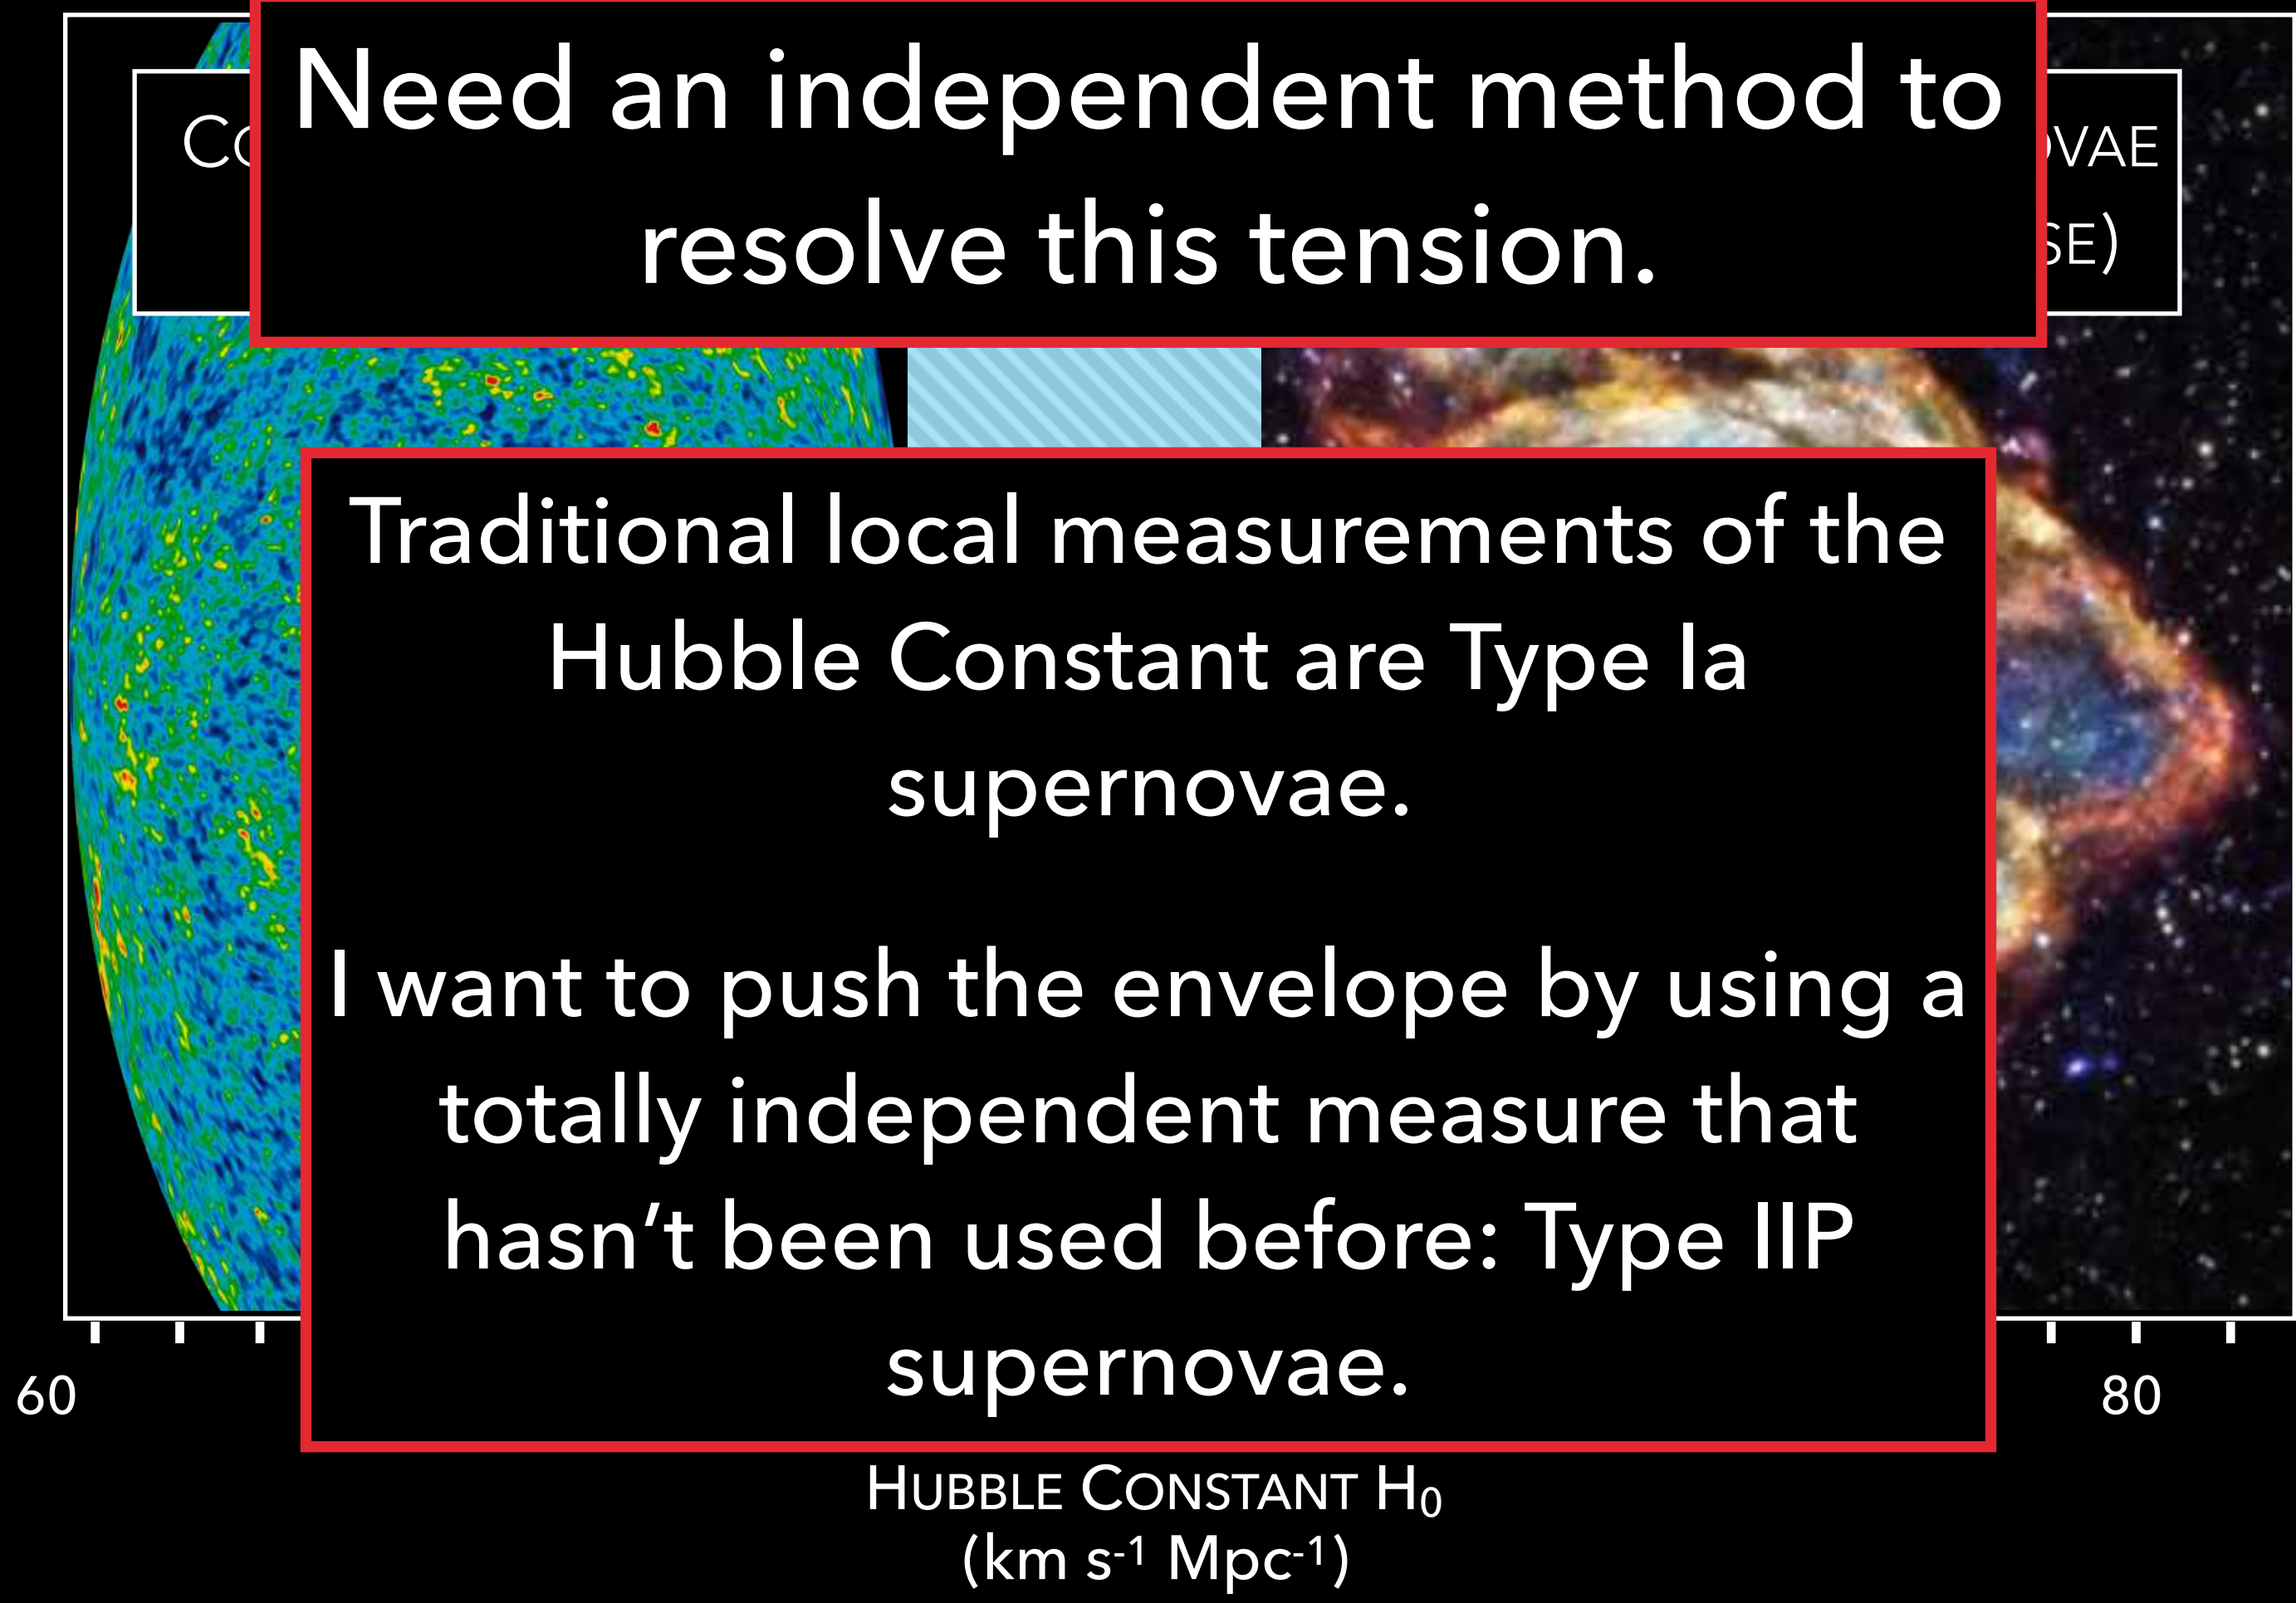 Need an independent method to
resolve this tension.
Traditional local measurements of the
Hubble Constant are Type Ia
supernovae.
I want to push the envelope by using a
totally independent measure that
hasn’t been used before: Type IIP
supernovae.
60
80
HUBBLE CONSTANT H₀
(km s⁻¹ Mpc⁻¹)